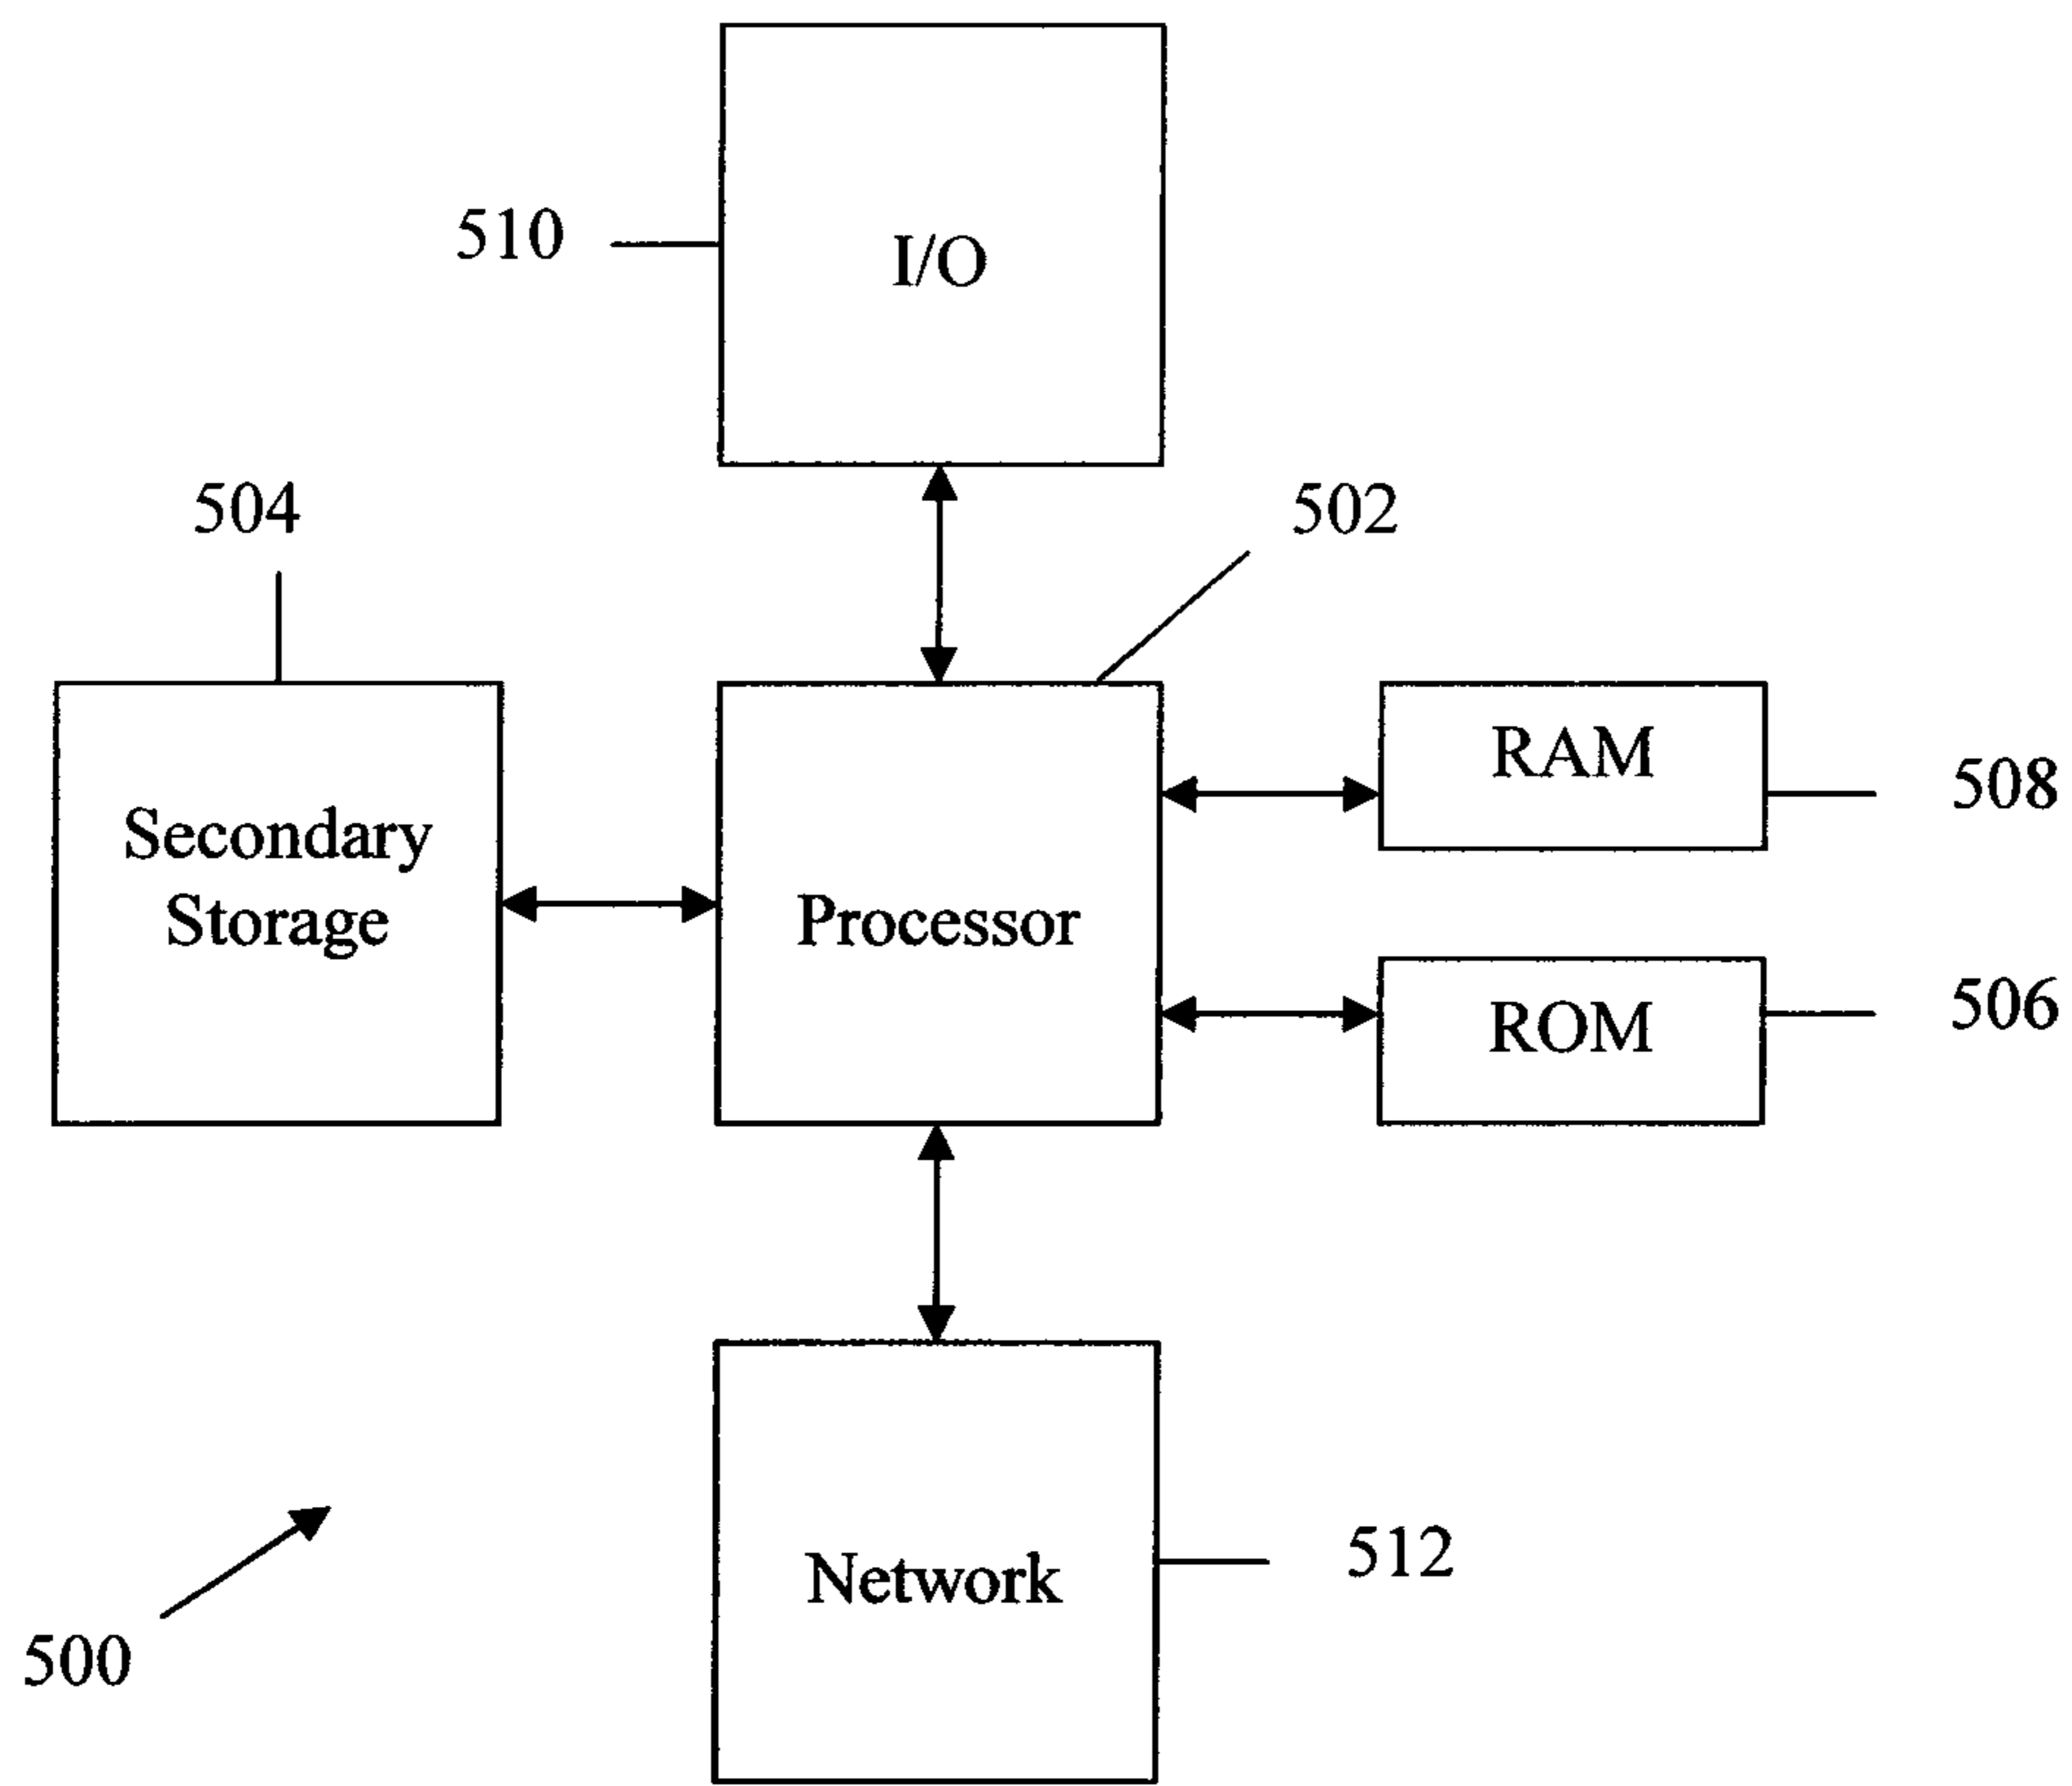 510
I/O
504
502
Secondary
Storage
Processor
RAM
508
ROM
506
Network
512
500